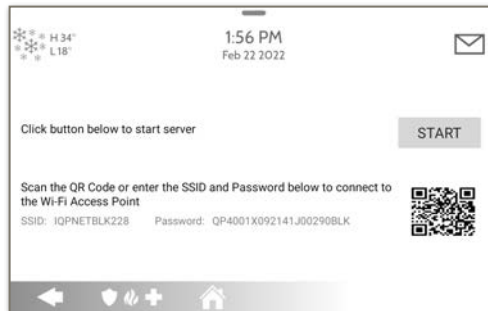 H 34°
L 18°
1:56 PM
Feb 22 2022
Click button below to start server
START
Scan the QR Code or enter the SSID and Password below to connect to
the Wi-Fi Access Point
SSID: IQPNETBLK228 Password: QP4001X092141J00290BLK